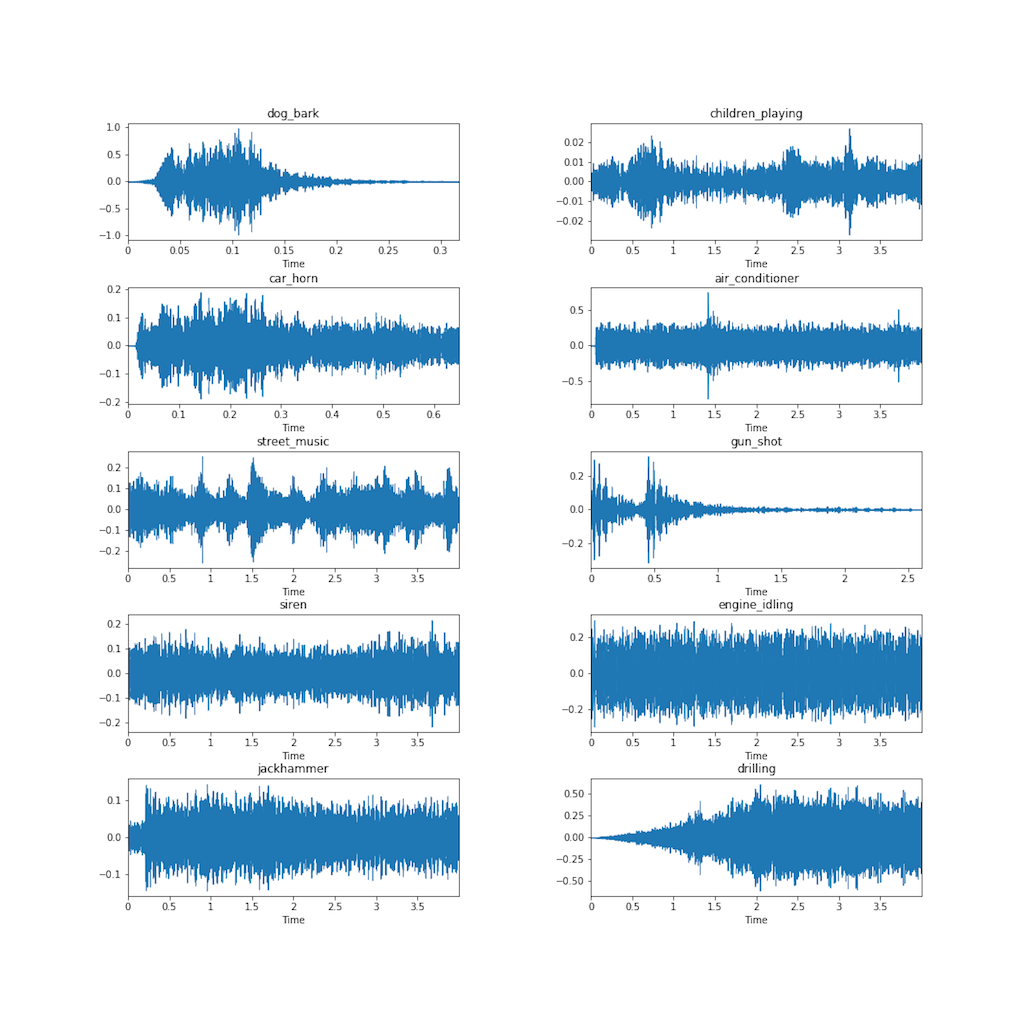 dog_bark
1.0
0.5
0.0
−0.5
−1.0
0 0.05 0.1 0.15 0.2 0.25 0.3
Time
children_playing
0.02
0.01
0.00
−0.01
−0.02
0 0.5 1 1.5 2 2.5 3 3.5
Time
car_horn
0.2
0.1
0.0
−0.1
−0.2
0 0.1 0.2 0.3 0.4 0.5 0.6
Time
air_conditioner
0.5
0.0
−0.5
0 0.5 1 1.5 2 2.5 3 3.5
Time
street_music
0.2
0.1
0.0
−0.1
−0.2
0 0.5 1 1.5 2 2.5 3 3.5
Time
gun_shot
0.2
0.0
−0.2
0 0.5 1 1.5 2 2.5
Time
siren
0.2
0.1
0.0
−0.1
−0.2
0 0.5 1 1.5 2 2.5 3 3.5
Time
engine_idling
0.2
0.0
−0.2
0 0.5 1 1.5 2 2.5 3 3.5
Time
jackhammer
0.1
0.0
−0.1
0 0.5 1 1.5 2 2.5 3 3.5
Time
drilling
0.50
0.25
0.00
−0.25
−0.50
0 0.5 1 1.5 2 2.5 3 3.5
Time